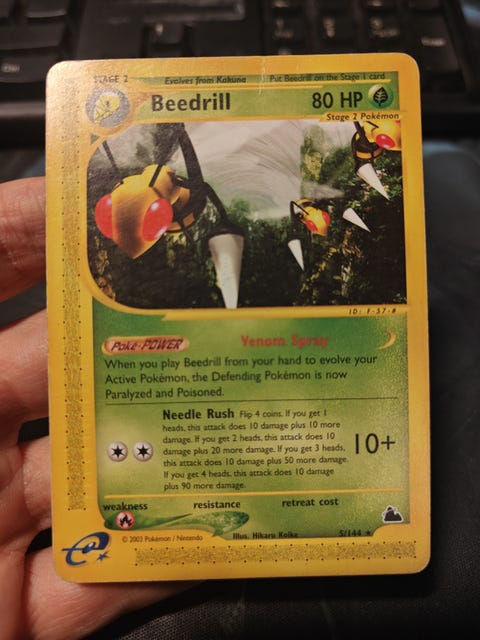 STAGE 2 Evolves from Kakuna Put Beedrill on the Stage 1 card
Beedrill 80 HP
Stage 2 Pokémon
ID: F-57-#
Poké-POWER Venom Spray
When you play Beedrill from your hand to evolve your
Active Pokémon, the Defending Pokémon is now
Paralyzed and Poisoned.
Needle Rush Flip 4 coins. If you get 1
heads, this attack does 10 damage plus 10 more
damage. If you get 2 heads, this attack does 10
damage plus 20 more damage. If you get 3 heads,
this attack does 10 damage plus 50 more damage.
If you get 4 heads, this attack does 10 damage
plus 90 more damage.
10+
weakness resistance retreat cost
Illus. Hikaru Koike
5/144
© 2003 Pokémon / Nintendo
e